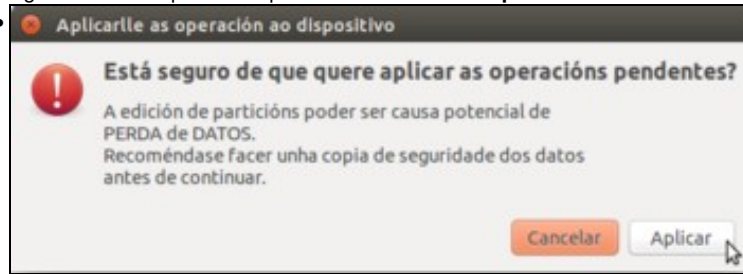 Aplicarlle as operación ao dispositivo
Está seguro de que quere aplicar as operacións pendentes?
A edición de particións poder ser causa potencial de
PERDA de DATOS.
Recoméndase facer unha copia de seguridade dos datos
antes de continuar.
Cancelar Aplicar